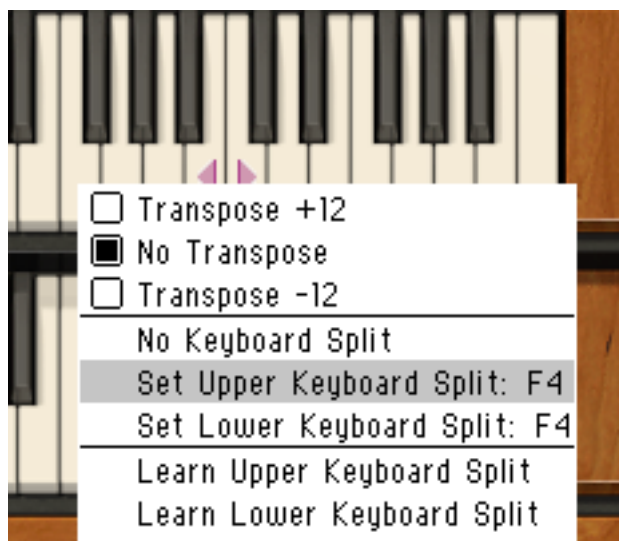 Transpose +12
No Transpose
Transpose -12
No Keyboard Split
Set Upper Keyboard Split: F4
Set Lower Keyboard Split: F4
Learn Upper Keyboard Split
Learn Lower Keyboard Split